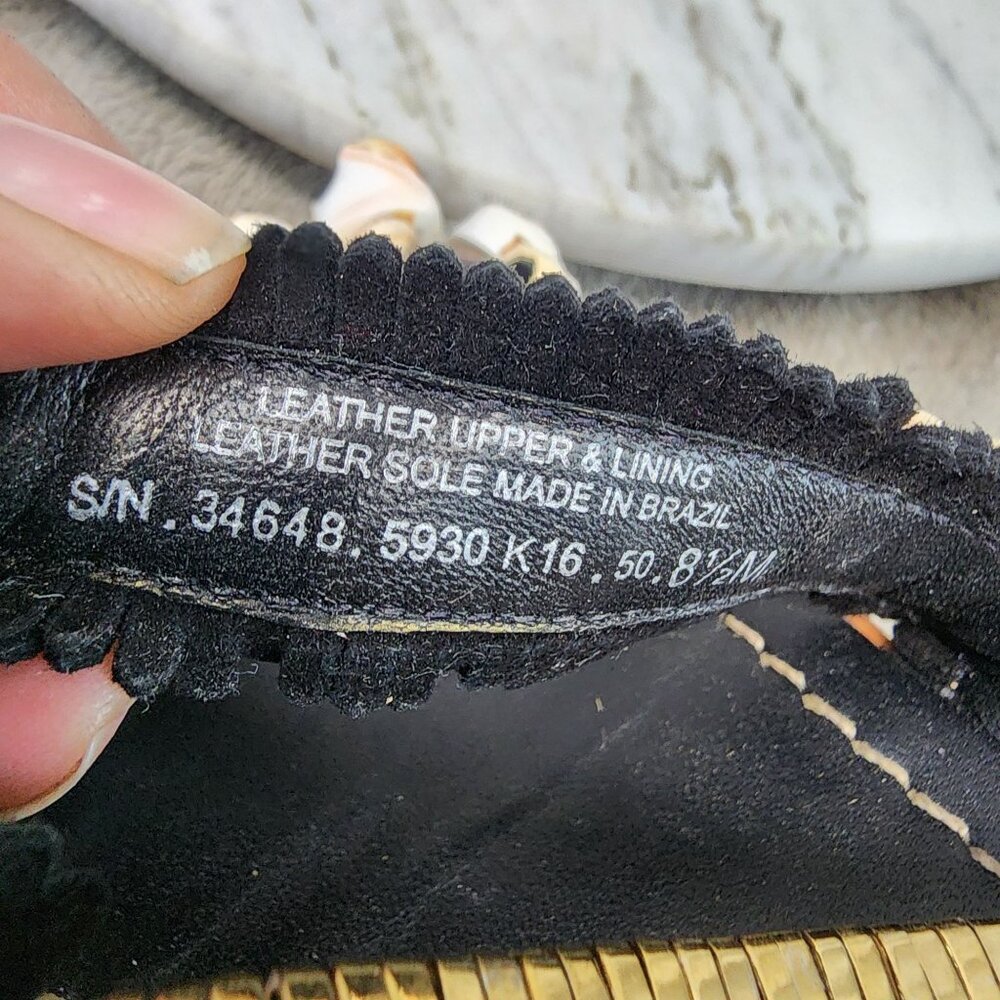 LEATHER UPPER & LINING
LEATHER SOLE MADE IN BRAZIL
S/N. 34648. 5930 K16. 50. 8½M